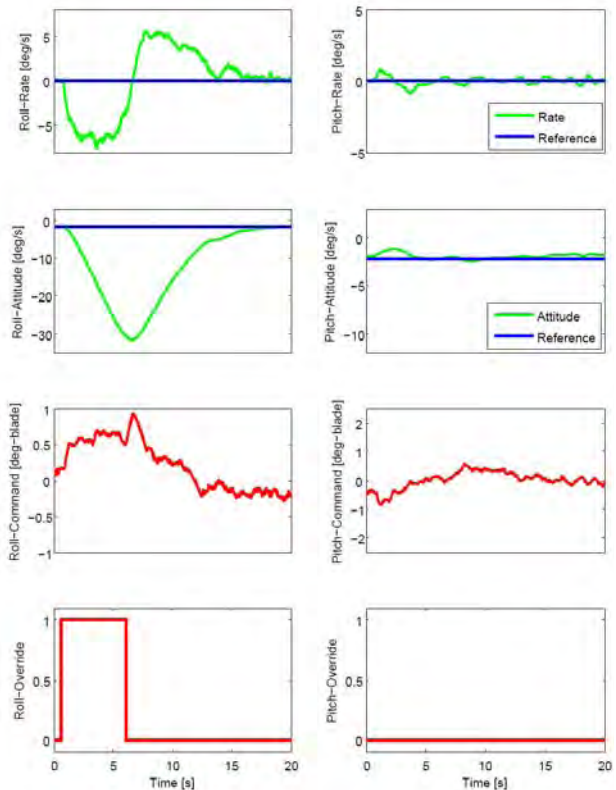 Roll−Rate [deg/s]
5
0
−5
Pitch−Rate [deg/s]
5
0
−5
Rate
Reference
Roll−Attitude [deg/s]
0
−10
−20
−30
Pitch−Attitude [deg/s]
0
−5
−10
Attitude
Reference
Roll−Command [deg−blade]
1
0.5
0
−0.5
−1
Pitch−Command [deg−blade]
2
1
0
−1
−2
Roll−Override
1
0.5
0
0 5 10 15 20
Time [s]
Pitch−Override
1
0.5
0
0 5 10 15 20
Time [s]